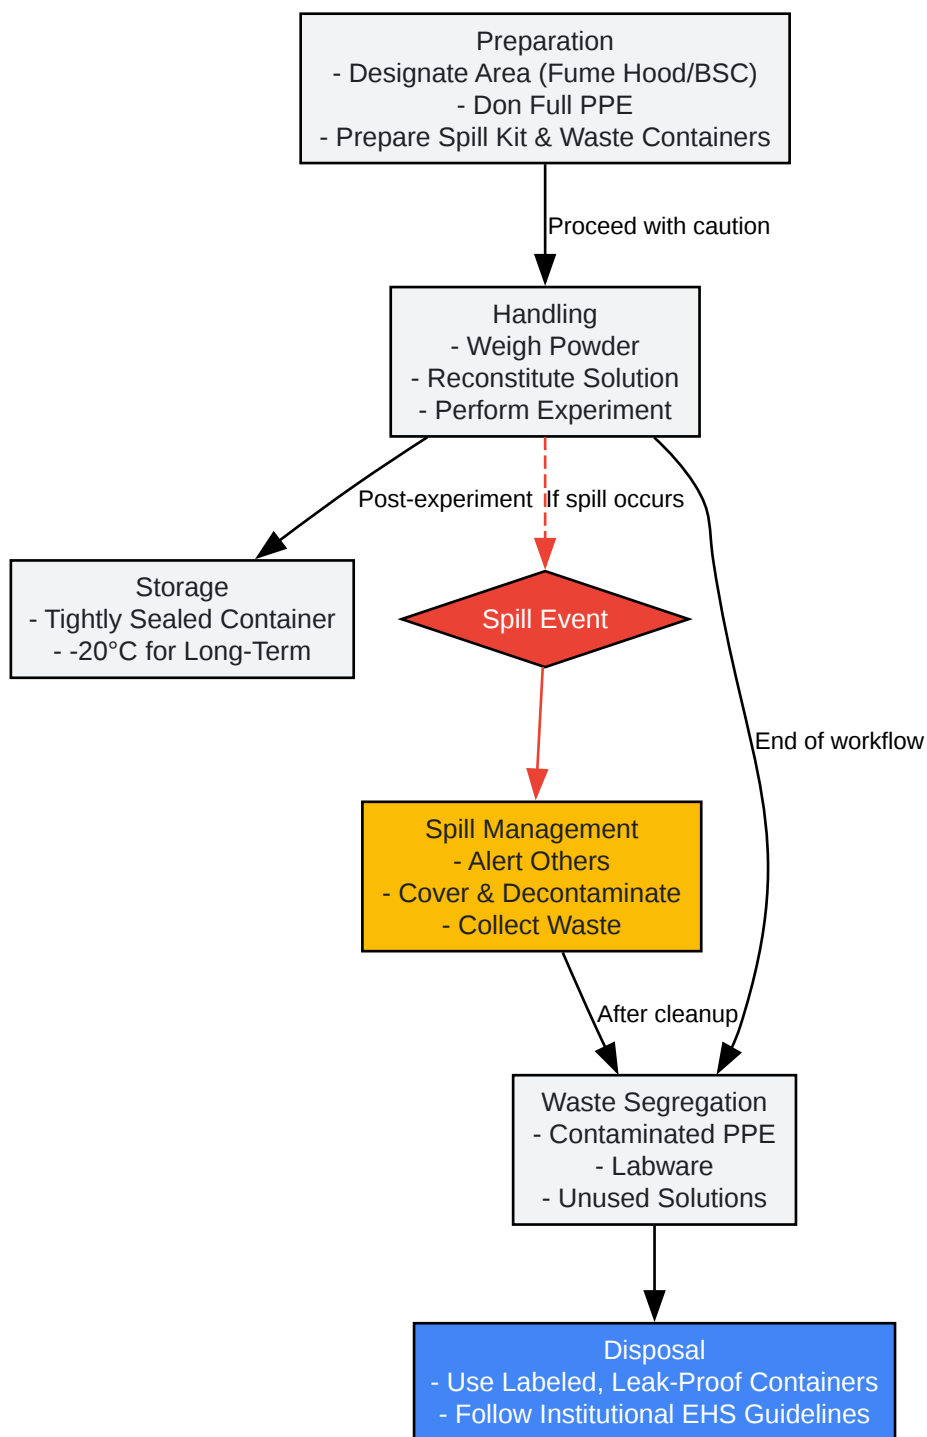 Preparation
- Designate Area (Fume Hood/BSC)
- Don Full PPE
- Prepare Spill Kit & Waste Containers
Proceed with caution
Handling
- Weigh Powder
- Reconstitute Solution
- Perform Experiment
Post-experiment
If spill occurs
Storage
- Tightly Sealed Container
- -20°C for Long-Term
Spill Event
End of workflow
Spill Management
- Alert Others
- Cover & Decontaminate
- Collect Waste
After cleanup
Waste Segregation
- Contaminated PPE
- Labware
- Unused Solutions
Disposal
- Use Labeled, Leak-Proof Containers
- Follow Institutional EHS Guidelines